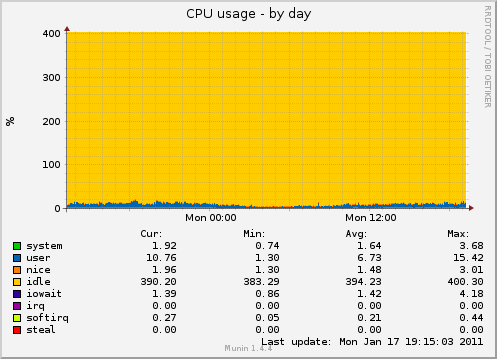 CPU usage - by day
RRDTOOL / TOBI OETIKER
400
300
200
100
0
%
Mon 00:00 Mon 12:00
Cur: Min: Avg: Max:
system 1.92 0.74 1.64 3.68
user 10.76 1.30 6.73 15.42
nice 1.96 1.30 1.48 3.01
idle 390.20 383.29 394.23 400.30
iowait 1.39 0.86 1.42 4.18
irq 0.00 0.00 0.00 0.00
softirq 0.27 0.05 0.21 0.44
steal 0.00 0.00 0.00 0.00
Last update: Mon Jan 17 19:15:03 2011
Munin 1.4.4